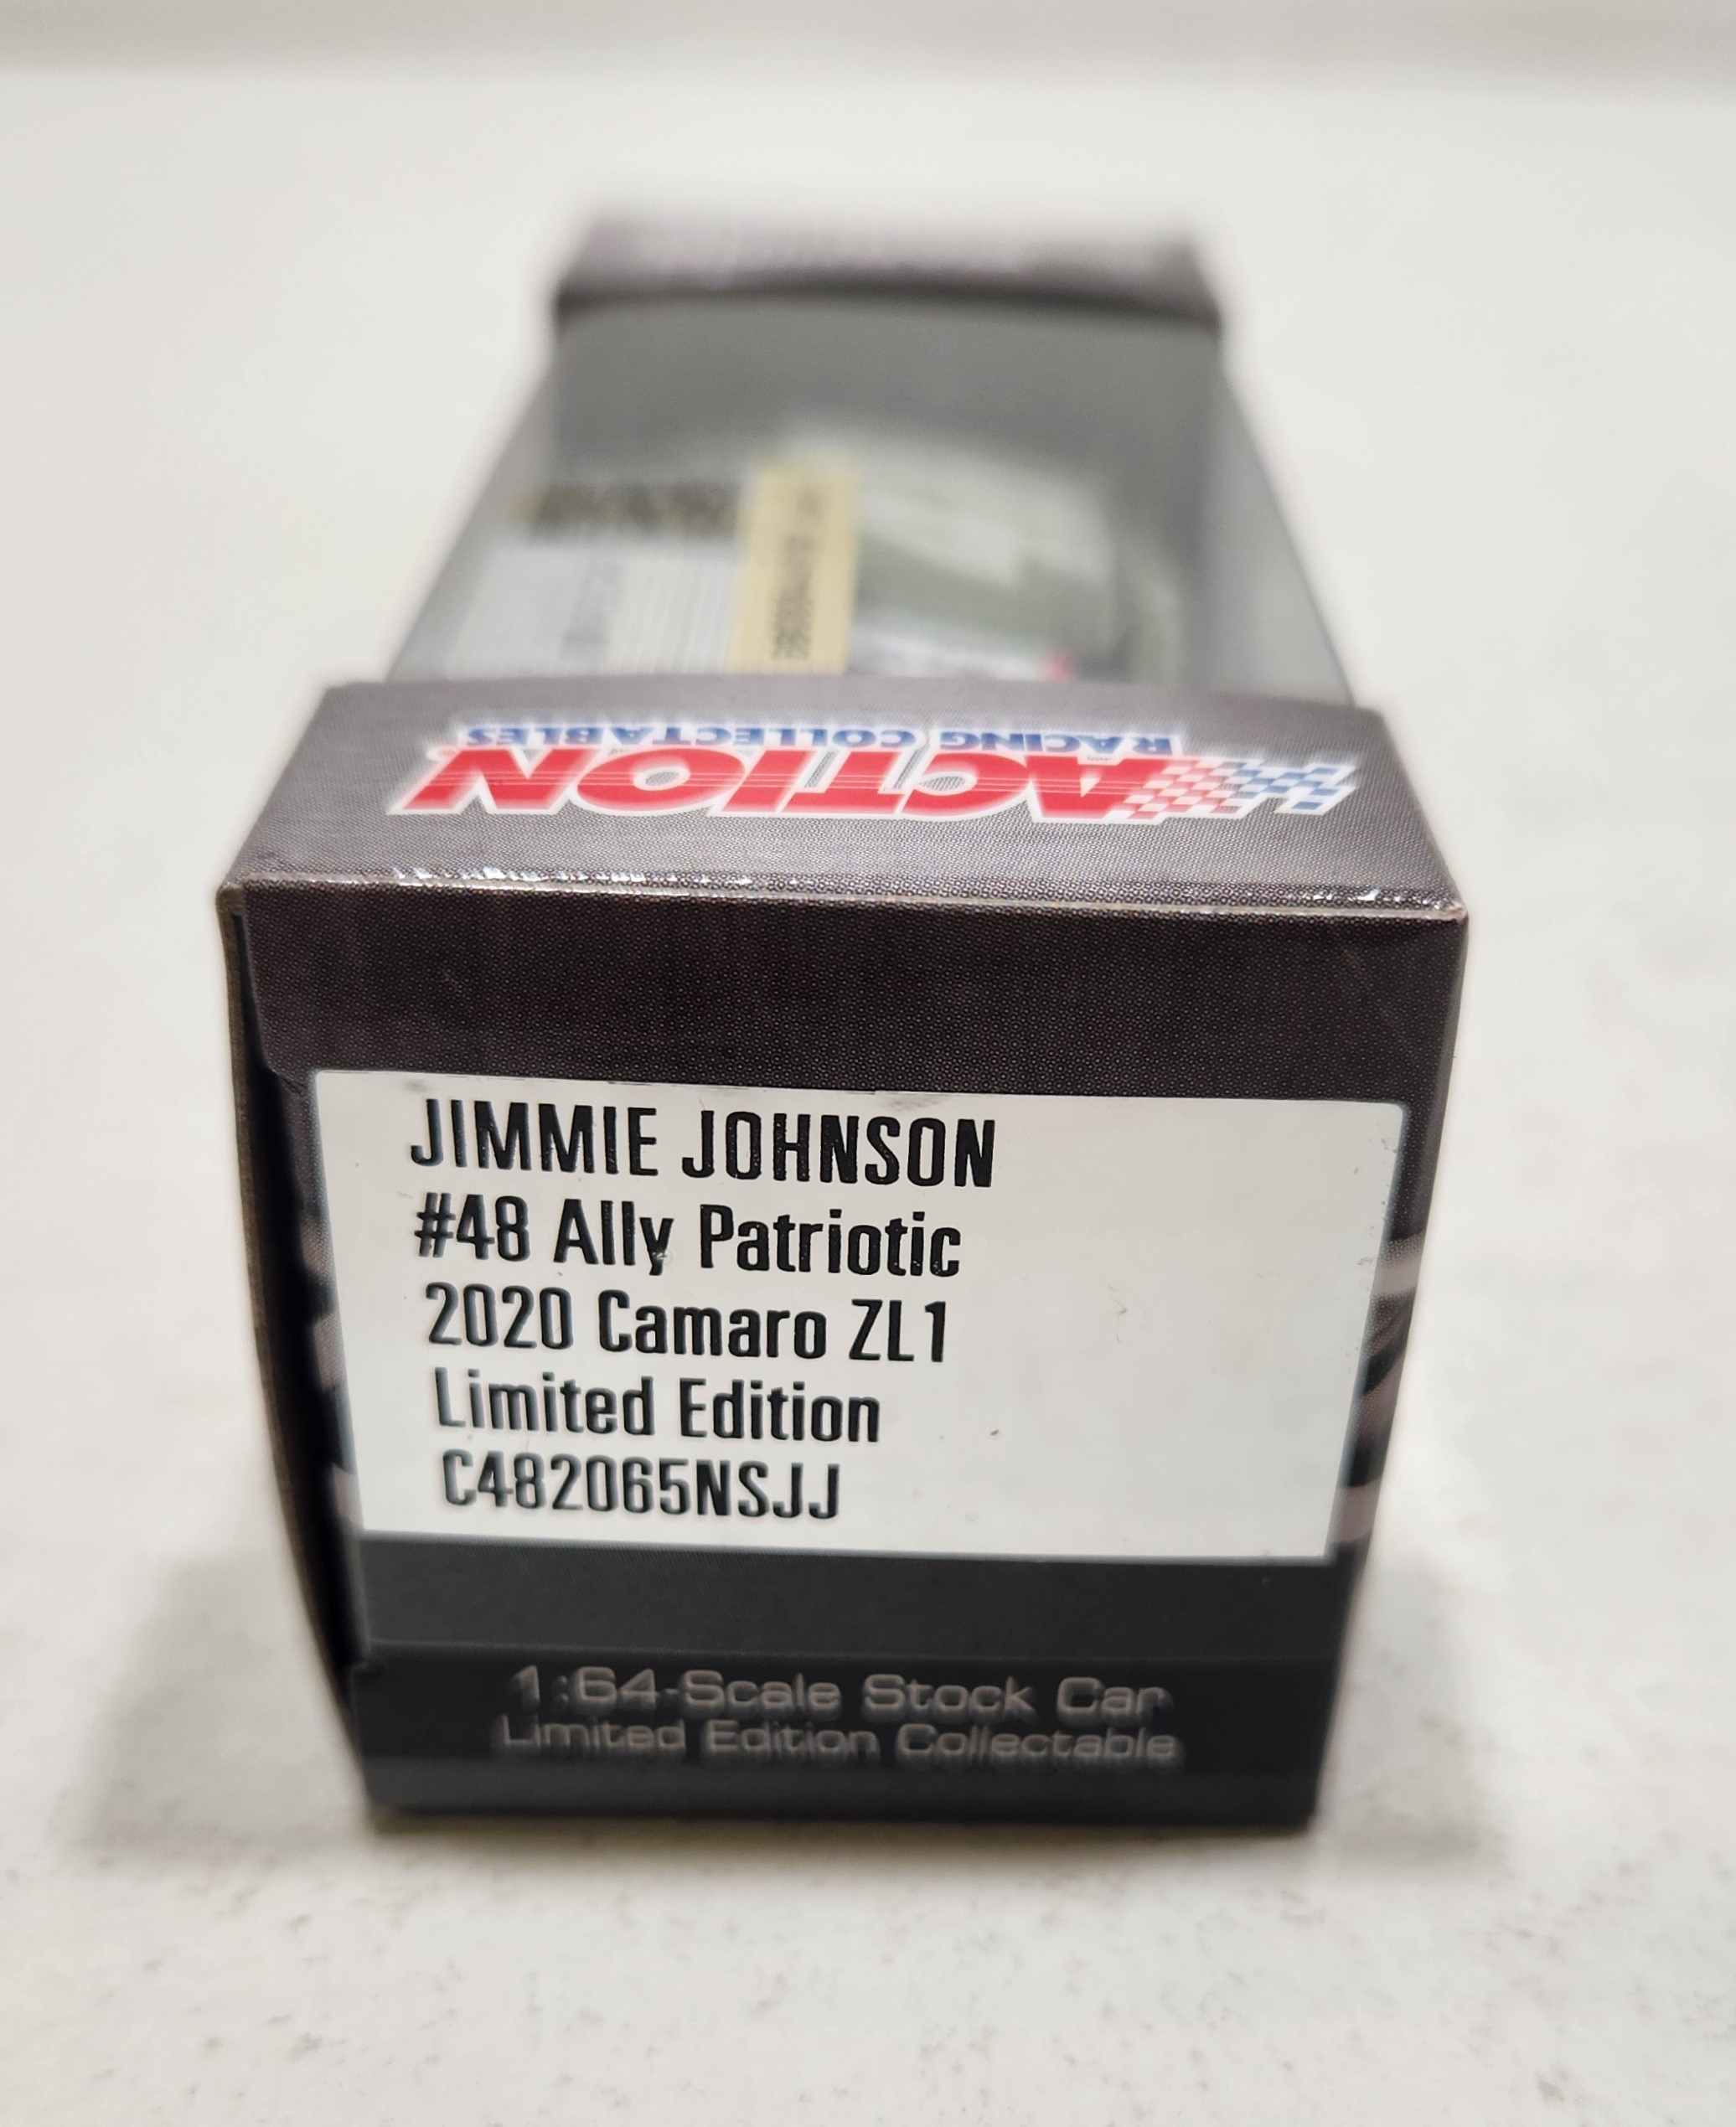 ACTION
RACING COLLECTABLES
JIMMIE JOHNSON
#48 Ally Patriotic
2020 Camaro ZL1
Limited Edition
C482065NSJJ
1:64-Scale Stock Car
Limited Edition Collectable